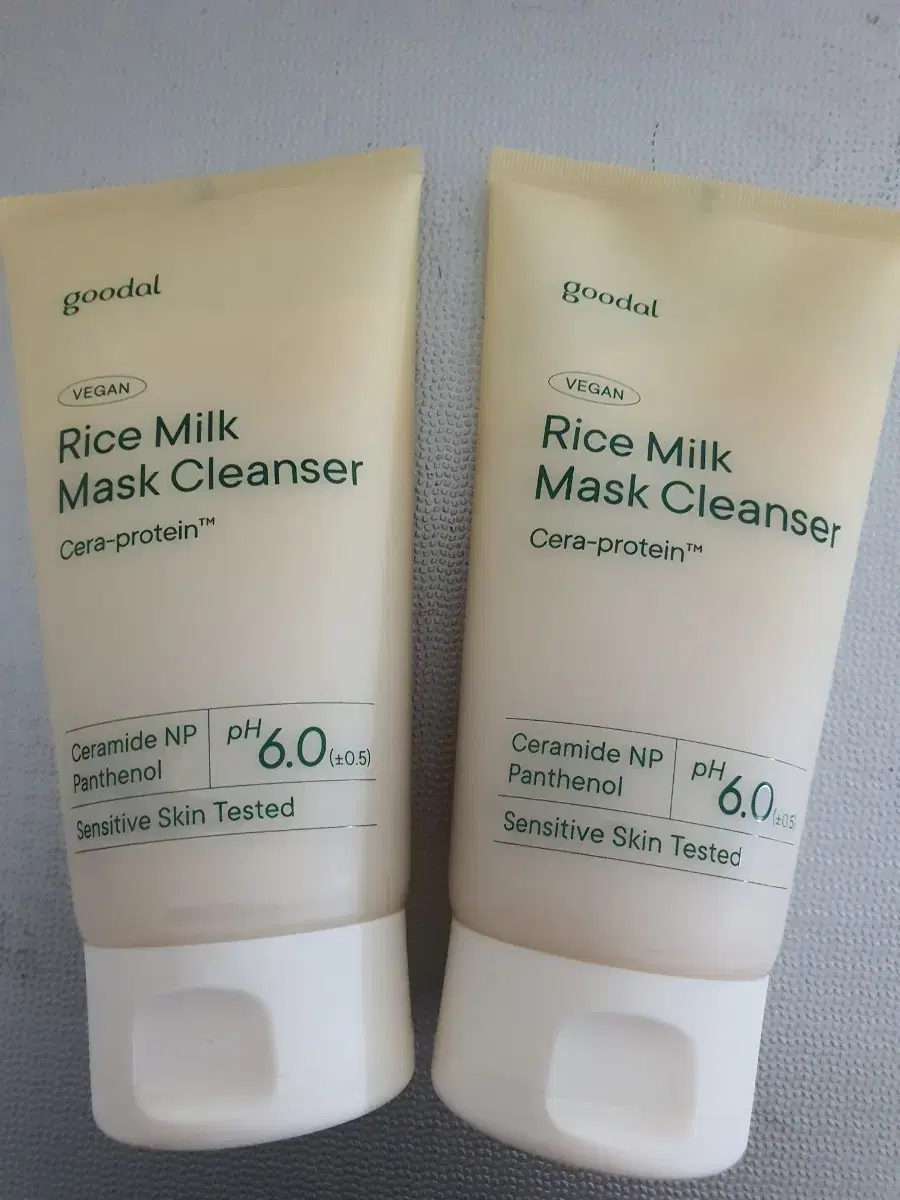 goodal
VEGAN
Rice Milk
Mask Cleanser
Cera-protein™
Ceramide NP
Panthenol
pH 6.0 (±0.5)
Sensitive Skin Tested
goodal
VEGAN
Rice Milk
Mask Cleanser
Cera-protein™
Ceramide NP
Panthenol
pH 6.0 (±0.5)
Sensitive Skin Tested